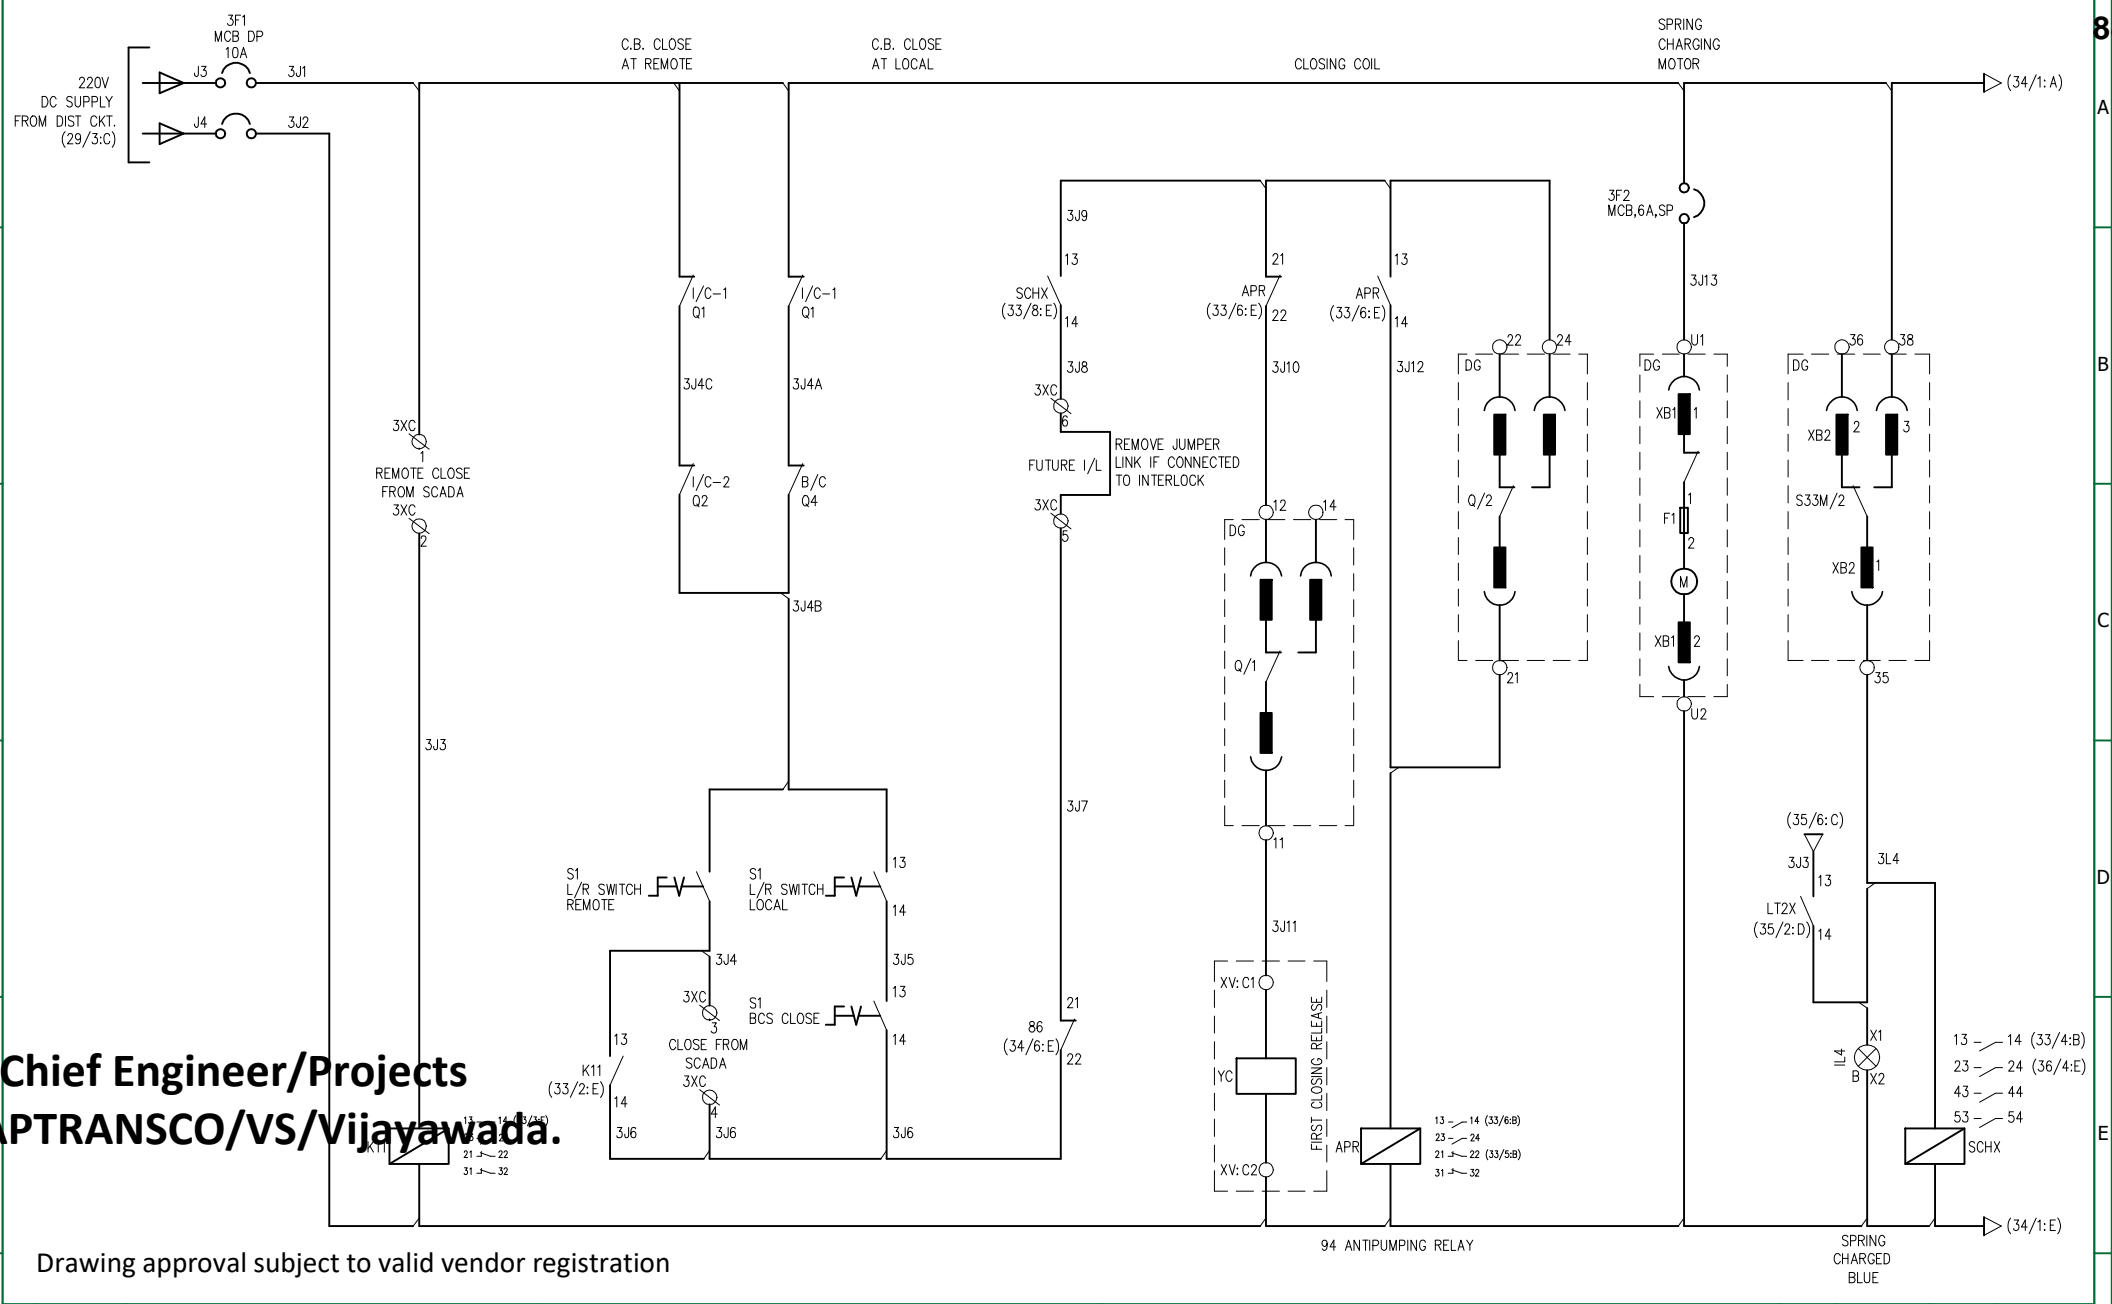 3F1
MCB DP
10A
C.B. CLOSE
AT REMOTE
C.B. CLOSE
AT LOCAL
CLOSING COIL
SPRING
CHARGING
MOTOR
8
220V
DC SUPPLY
FROM DIST CKT.
(29/3:C)
J3
3J1
J4
3J2
(34/1:A)
A
3F2
MCB,6A,SP
3J9
13
SCHX
(33/8:E)
14
3J8
21
APR
(33/6:E)
22
3J10
13
APR
(33/6:E)
14
3J12
3J13
I/C-1
Q1
I/C-1
Q1
3J4C
3J4A
I/C-2
Q2
B/C
Q4
3J4B
3XC
1
REMOTE CLOSE
FROM SCADA
3XC
2
3J3
3XC
6
FUTURE I/L
REMOVE JUMPER
LINK IF CONNECTED
TO INTERLOCK
3XC
5
3J7
22
24
DG
Q/2
21
U1
DG
XB1
1
1
F1
2
M
XB1
2
U2
36
38
DG
XB2
2
3
S33M/2
XB2
1
35
B
12
14
DG
Q/1
11
C
(35/6:C)
3J3
13
LT2X
(35/2:D)
14
3L4
D
S1
L/R SWITCH
REMOTE
S1
L/R SWITCH
LOCAL
13
14
3J4
3J5
3XC
3
CLOSE FROM
SCADA
3XC
4
S1
BCS CLOSE
13
14
13
K11
(33/2:E)
14
3J6
3J6
3J6
21
86
(34/6:E)
22
3J11
XV:C1
YC
XV:C2
FIRST CLOSING RELEASE
APR
13 14 (33/6:B)
23 24
21 22 (33/5:B)
31 32
X1
IL4
B
X2
13 14 (33/4:B)
23 24 (36/4:E)
43 44
53 54
SCHX
E
Chief Engineer/Projects
APTRANSCO/VS/Vijayawada.
K11
21 22
31 32
(34/1:E)
94 ANTIPUMPING RELAY
SPRING
CHARGED
BLUE
Drawing approval subject to valid vendor registration